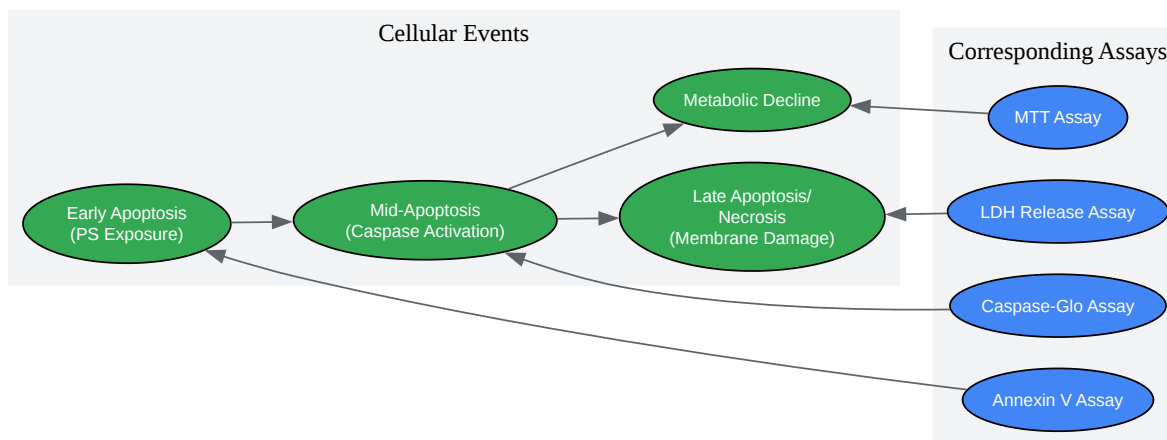 Cellular Events
Corresponding Assays
Metabolic Decline
MTT Assay
Early Apoptosis
(PS Exposure)
Mid-Apoptosis
(Caspase Activation)
Late Apoptosis/
Necrosis
(Membrane Damage)
LDH Release Assay
Caspase-Glo Assay
Annexin V Assay